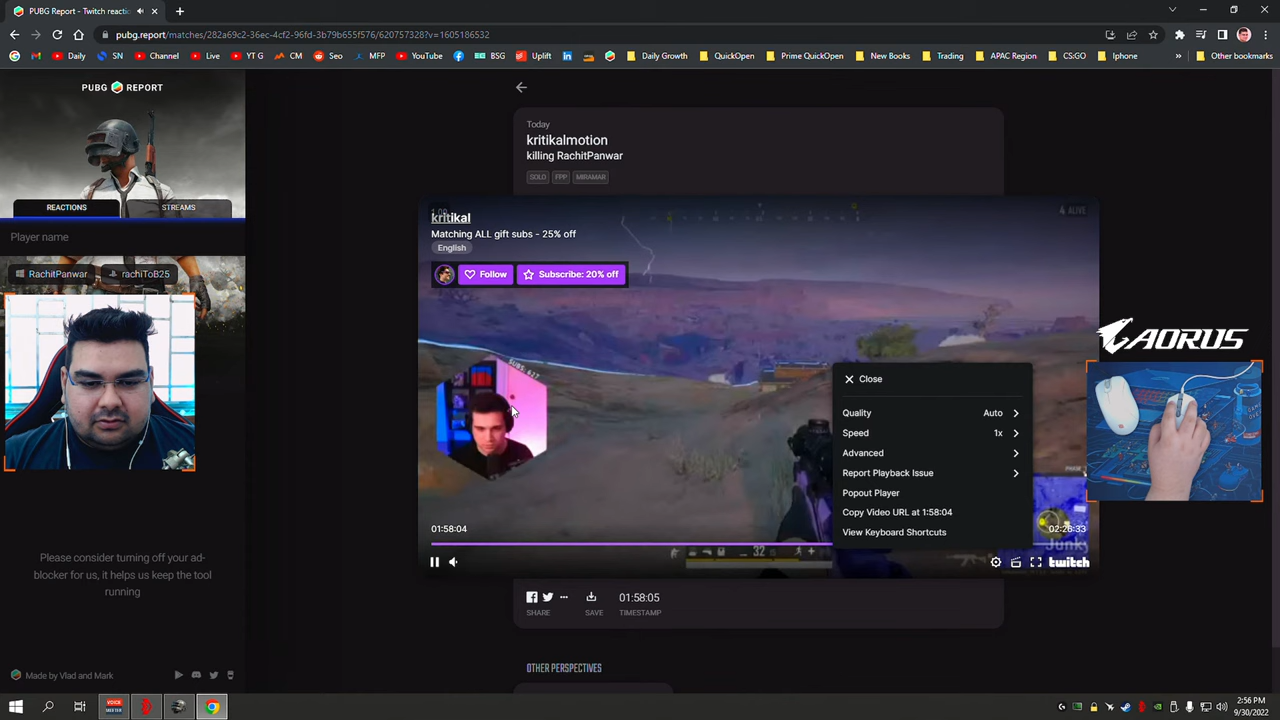 PUBG Report - Twitch reactio
pubg.report/matches/282a69c2-36ec-4cf2-96fd-3b79b655f576/620757328?v=1605186532
Daily
SN
Channel
Live
YT G
CM
Seo
MFP
YouTube
BSG
Uplift
Daily Growth
QuickOpen
Prime QuickOpen
New Books
Trading
APAC Region
CS:GO
Iphone
»
Other bookmarks
PUBG REPORT
REACTIONS
STREAMS
Player name
RachitPanwar
rachiToB25
Please consider turning off your ad-
blocker for us, it helps us keep the tool
running
Made by Vlad and Mark
Today
kritikalmotion
killing RachitPanwar
SOLO
FPP
MIRAMAR
kritikal
ALIVE
Matching ALL gift subs - 25% off
English
Follow
Subscribe: 20% off
SUBS: 627
Close
Quality
Auto
Speed
1x
Advanced
Report Playback Issue
Popout Player
Copy Video URL at 1:58:04
View Keyboard Shortcuts
01:58:04
02:26:33
32
Junky
twitch
SHARE
SAVE
01:58:05
TIMESTAMP
OTHER PERSPECTIVES
AORUS
2:56 PM
9/30/2022